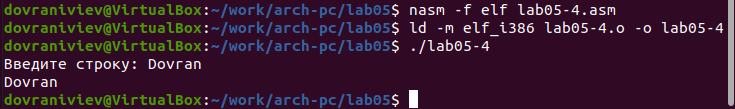 dovraniviev@VirtualBox:~/work/arch-pc/lab05$ nasm -f elf lab05-4.asm
dovraniviev@VirtualBox:~/work/arch-pc/lab05$ ld -m elf_i386 lab05-4.o -o lab05-4
dovraniviev@VirtualBox:~/work/arch-pc/lab05$ ./lab05-4
Введите строку: Dovran
Dovran
dovraniviev@VirtualBox:~/work/arch-pc/lab05$